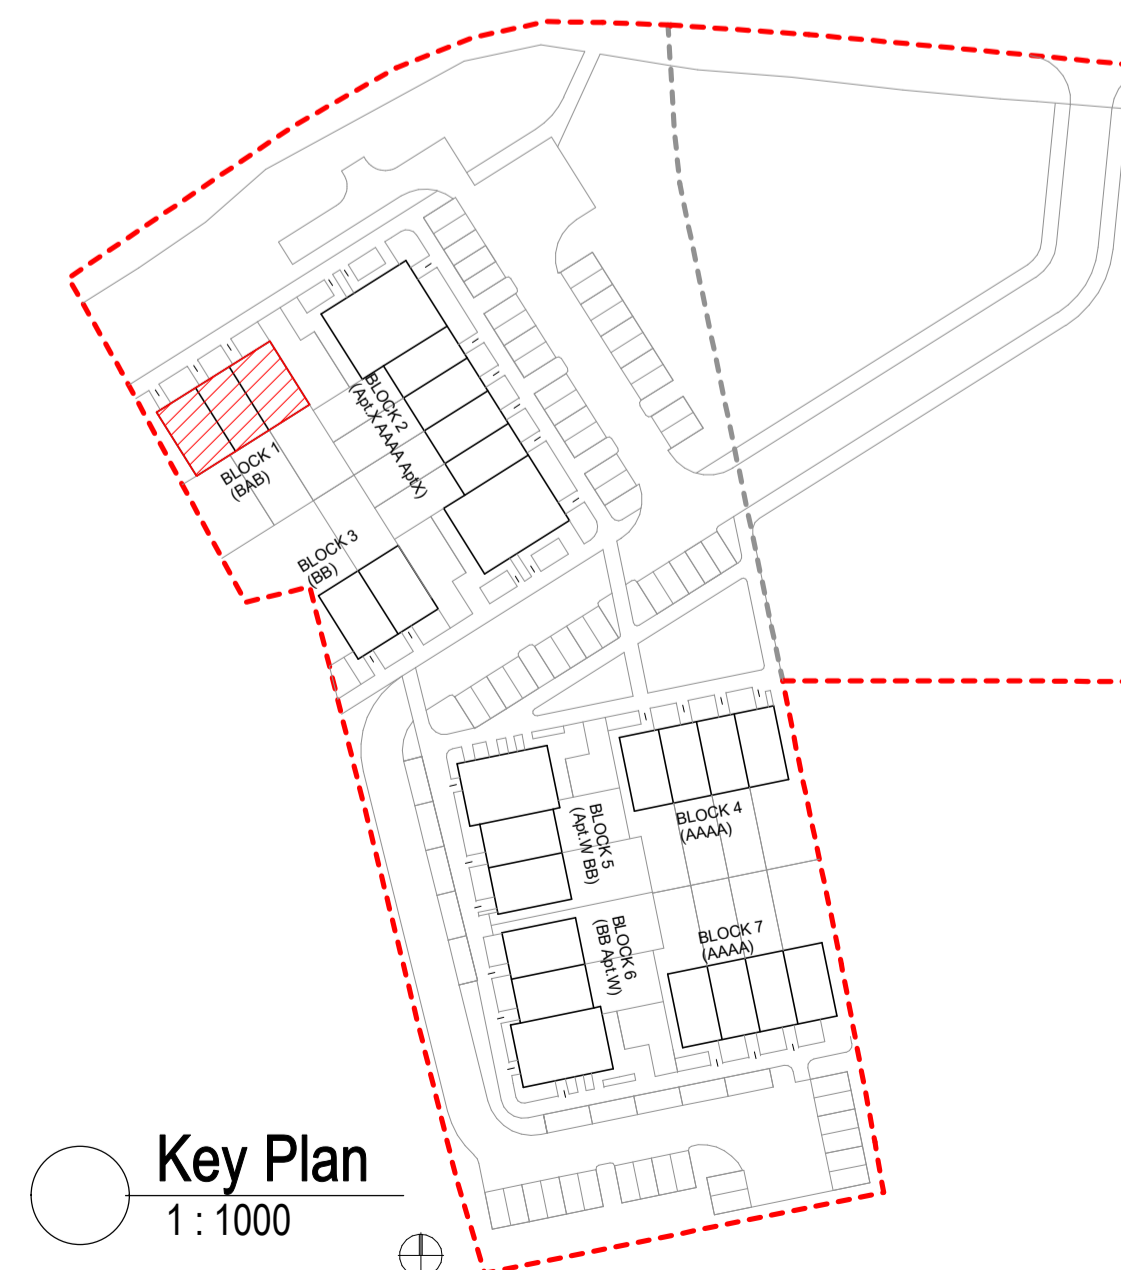 BLOCK 2
(Apt.X AAAA AptX)
BLOCK 1
(BAB)
BLOCK 3
(BB)
BLOCK 5
(Apt.W BB)
BLOCK 4
(AAAA)
BLOCK 6
(BB Apt.W)
BLOCK 7
(AAAA)
Key Plan
1 : 1000